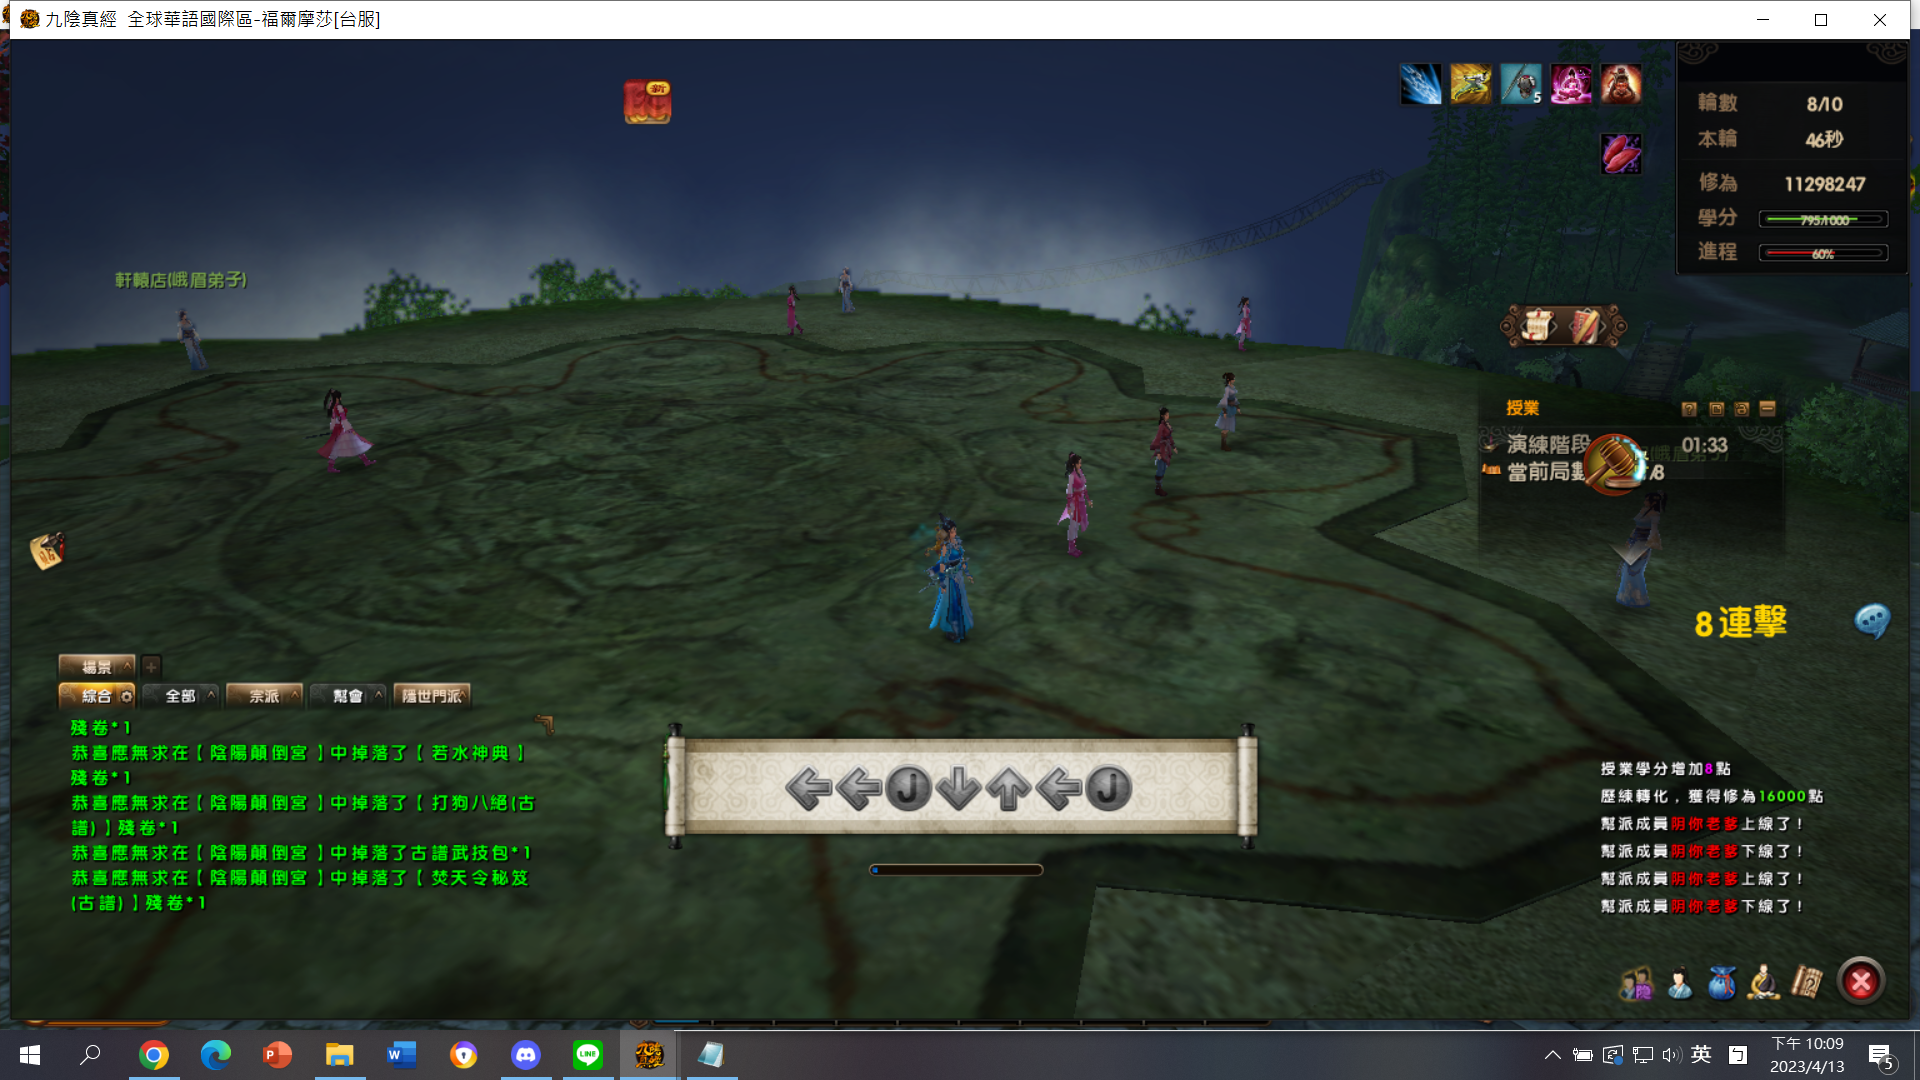 九陰真經 全球華語國際區-福爾摩莎[台服]
新
5
輪數 8/10
本輪 46秒
修為 11298247
學分 795/1000
進程 60%
軒轅店(峨眉弟子)
授業
演練階段 01:33
當前局數 /8
8連擊
場景
綜合 全部 宗派 幫會 隱世門派
殘卷*1
恭喜應無求在【陰陽顛倒宮】中掉落了【若水神典】
殘卷*1
恭喜應無求在【陰陽顛倒宮】中掉落了【打狗八絕(古
譜)】殘卷*1
恭喜應無求在【陰陽顛倒宮】中掉落了古譜武技包*1
恭喜應無求在【陰陽顛倒宮】中掉落了【焚天令秘笈
(古譜)】殘卷*1
J J
授業學分增加8點
歷練轉化，獲得修為16000點
幫派成員阴你老爹上線了！
幫派成員阴你老爹下線了！
幫派成員阴你老爹上線了！
幫派成員阴你老爹下線了！
LINE
英
下午 10:09
2023/4/13
5